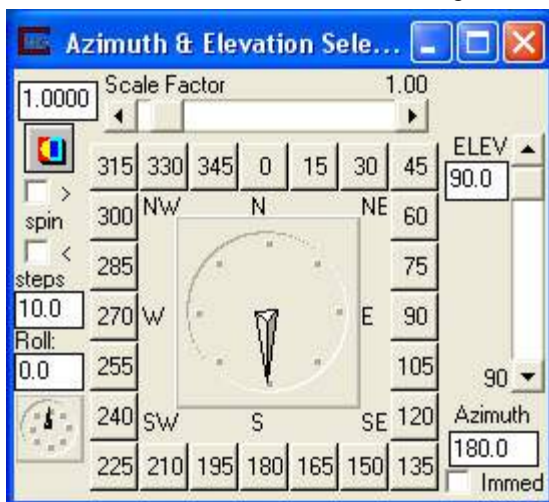 Azimuth & Elevation Sele...
Scale Factor 1.00
1.0000
ELEV
315 330 345 0 15 30 45
90.0
>
spin
300 NW N NE 60
<
steps
285 75
10.0
270 W E 90
Roll:
0.0
255 105
90
240 SW S SE 120
Azimuth
180.0
225 210 195 180 165 150 135
Immed